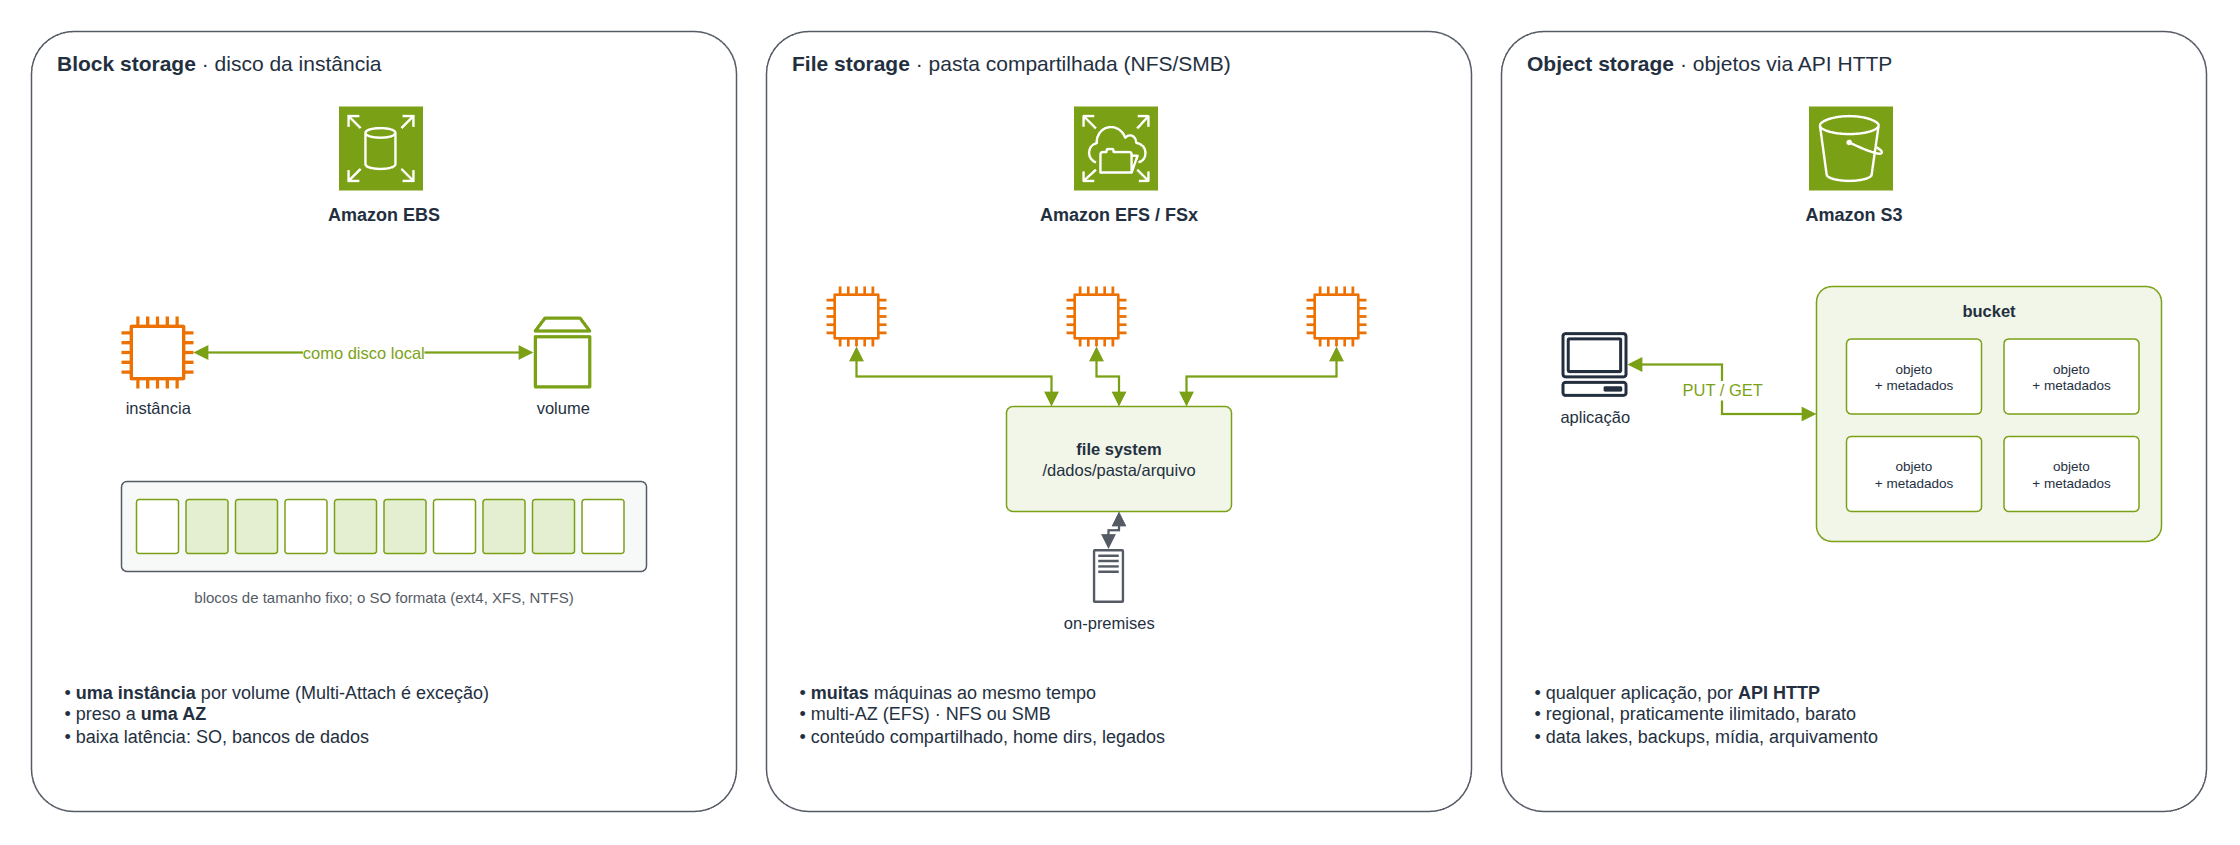 Block storage · disco da instância
Amazon EBS
como disco local
instância
volume
blocos de tamanho fixo; o SO formata (ext4, XFS, NTFS)
• uma instância por volume (Multi-Attach é exceção)
• preso a uma AZ
• baixa latência: SO, bancos de dados
File storage · pasta compartilhada (NFS/SMB)
Amazon EFS / FSx
file system
/dados/pasta/arquivo
on-premises
• muitas máquinas ao mesmo tempo
• multi-AZ (EFS) · NFS ou SMB
• conteúdo compartilhado, home dirs, legados
Object storage · objetos via API HTTP
Amazon S3
aplicação
PUT / GET
bucket
objeto
+ metadados
objeto
+ metadados
objeto
+ metadados
objeto
+ metadados
• qualquer aplicação, por API HTTP
• regional, praticamente ilimitado, barato
• data lakes, backups, mídia, arquivamento